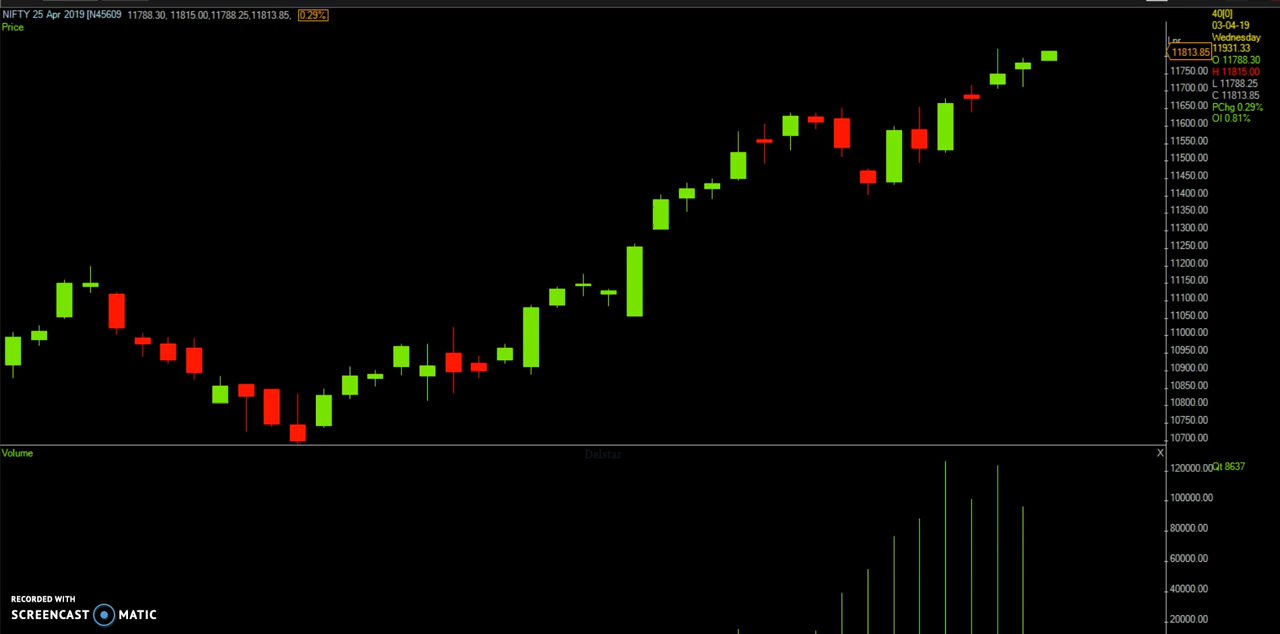 NIFTY 25 Apr 2019 [N45609 11788.30, 11815.00,11788.25,11813.85, 0.29%
Price
40[0]
03-04-19
Wednesday
11931.33
O 11788.30
H 11815.00
L 11788.25
C 11813.85
PChg 0.29%
OI 0.81%
11813.85
11750.00
11700.00
11650.00
11600.00
11550.00
11500.00
11450.00
11400.00
11350.00
11300.00
11250.00
11200.00
11150.00
11100.00
11050.00
11000.00
10950.00
10900.00
10850.00
10800.00
10750.00
10700.00
Volume
Delstar
X
120000.00
Qt 8637
100000.00
80000.00
60000.00
40000.00
20000.00
RECORDED WITH
SCREENCAST MATIC